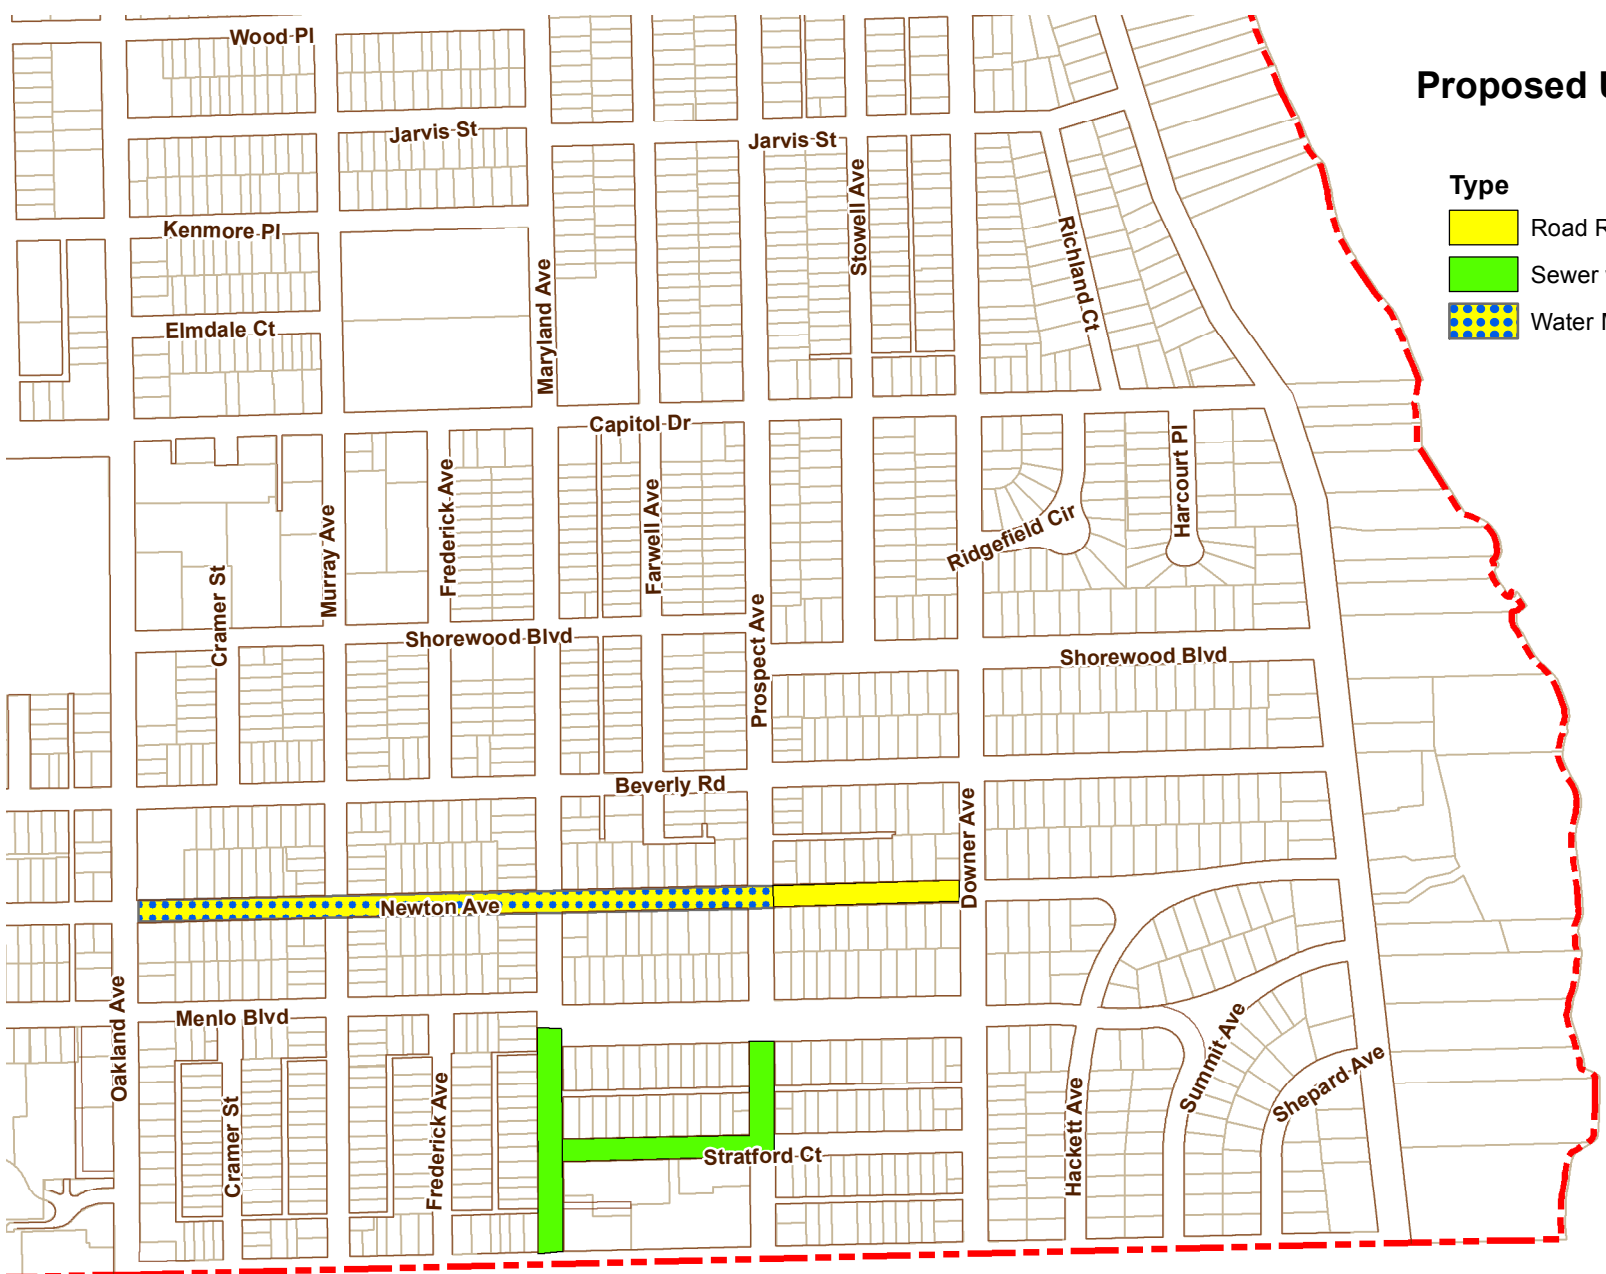 Wood Pl
Proposed U
Jarvis St
Jarvis St
Type
Stowell Ave
Road R
Kenmore Pl
Richland Ct
Sewer
Maryland Ave
Elmdale Ct
Water M
Capitol Dr
Harcourt Pl
Frederick Ave
Farwell Ave
Murray Ave
Ridgefield Cir
Cramer St
Prospect Ave
Shorewood Blvd
Shorewood Blvd
Beverly Rd
Downer Ave
Newton Ave
Oakland Ave
Menlo Blvd
Summit Ave
Shepard Ave
Cramer St
Frederick Ave
Hackett Ave
Stratford Ct